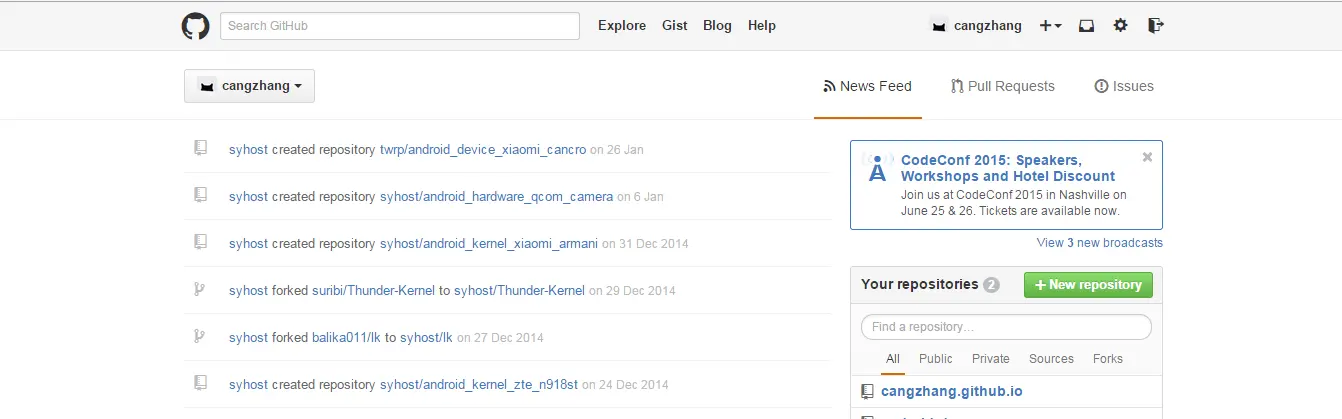 Search GitHub Explore Gist Blog Help cangzhang
cangzhang News Feed Pull Requests Issues
syhost created repository twrp/android_device_xiaomi_cancro on 26 Jan
syhost created repository syhost/android_hardware_qcom_camera on 6 Jan
syhost created repository syhost/android_kernel_xiaomi_armani on 31 Dec 2014
syhost forked suribi/Thunder-Kernel to syhost/Thunder-Kernel on 29 Dec 2014
syhost forked balika011/lk to syhost/lk on 27 Dec 2014
syhost created repository syhost/android_kernel_zte_n918st on 24 Dec 2014
CodeConf 2015: Speakers,
Workshops and Hotel Discount
Join us at CodeConf 2015 in Nashville on
June 25 & 26. Tickets are available now.
View 3 new broadcasts
Your repositories 2 New repository
Find a repository…
All Public Private Sources Forks
cangzhang.github.io